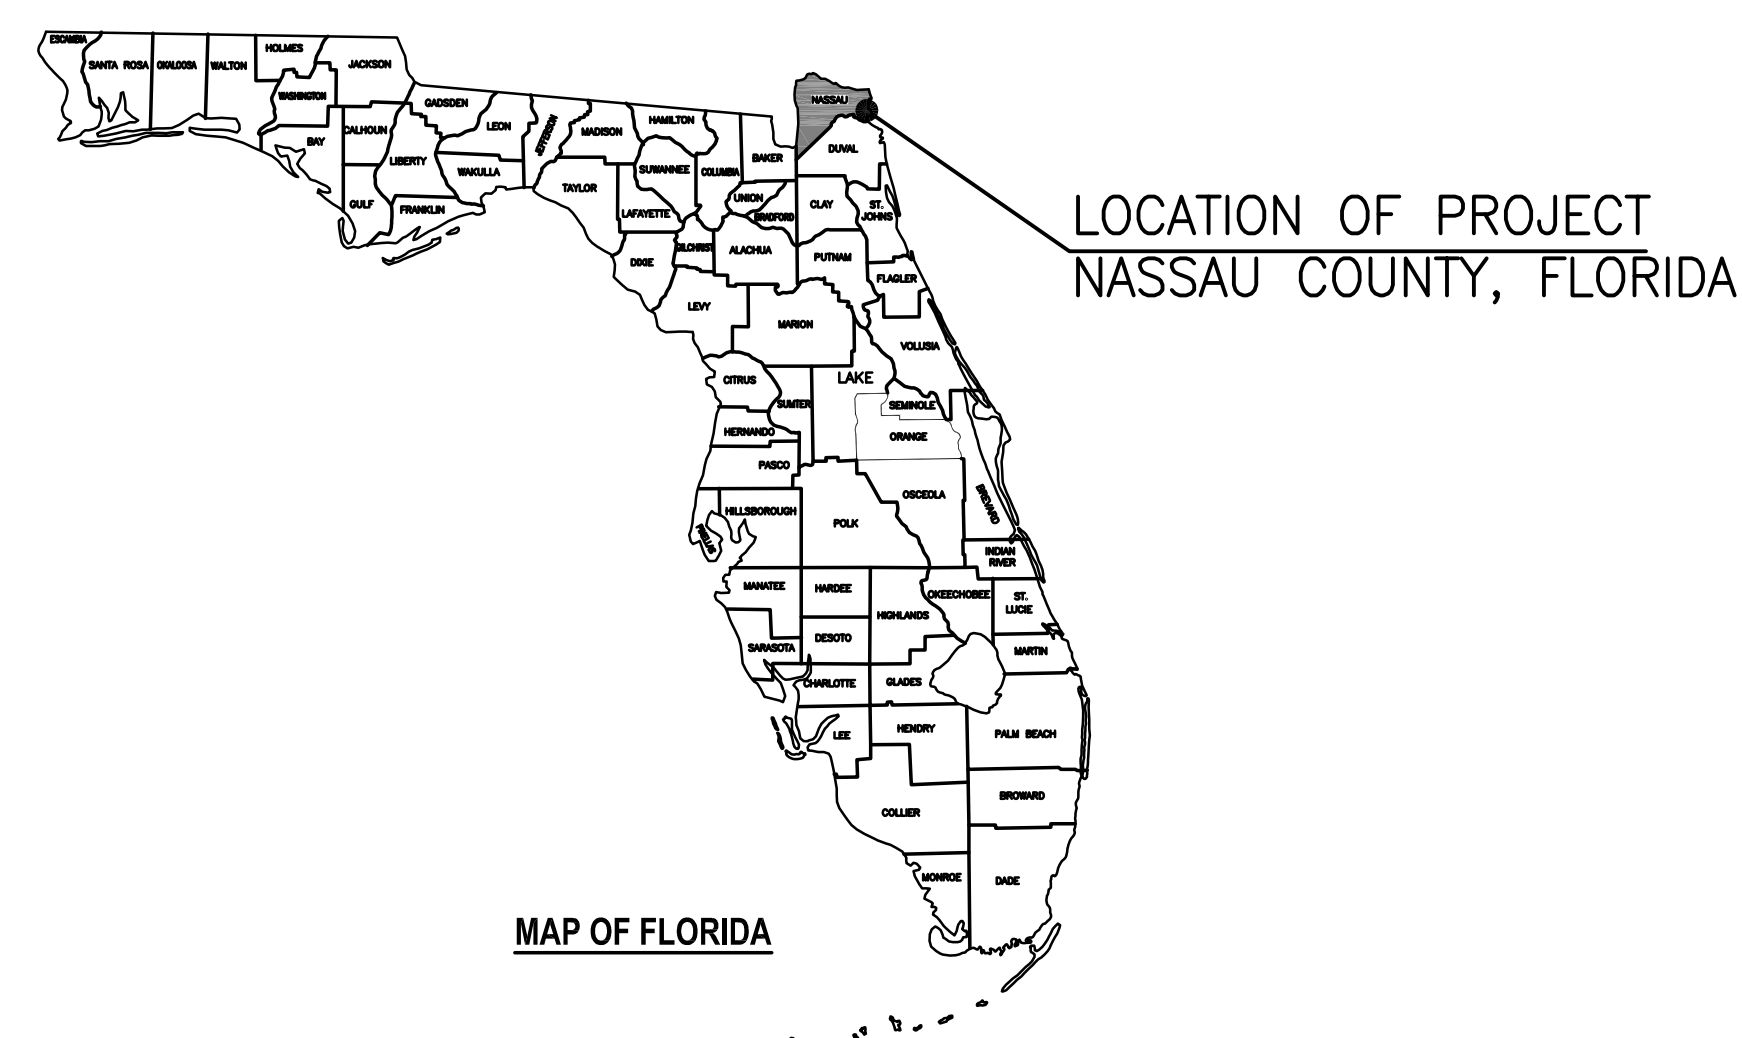 ESCAMBIA
SANTA ROSA
OKALOOSA
WALTON
HOLMES
JACKSON
WASHINGTON
BAY
CALHOUN
GULF
GADSDEN
LIBERTY
FRANKLIN
LEON
WAKULLA
JEFFERSON
MADISON
TAYLOR
HAMILTON
SUWANNEE
LAFAYETTE
DIXIE
COLUMBIA
GILCHRIST
BAKER
UNION
BRADFORD
ALACHUA
LEVY
NASSAU
DUVAL
CLAY
ST.
JOHNS
PUTNAM
FLAGLER
LOCATION OF PROJECT
NASSAU COUNTY, FLORIDA
MARION
VOLUSIA
CITRUS
LAKE
SUMTER
SEMINOLE
HERNANDO
ORANGE
PASCO
OSCEOLA
BREVARD
HILLSBOROUGH
PINELLAS
POLK
INDIAN
RIVER
MANATEE
HARDEE
HIGHLANDS
OKEECHOBEE
ST.
LUCIE
SARASOTA
DESOTO
MARTIN
CHARLOTTE
GLADES
LEE
HENDRY
PALM BEACH
COLLIER
BROWARD
MONROE
DADE
MAP OF FLORIDA